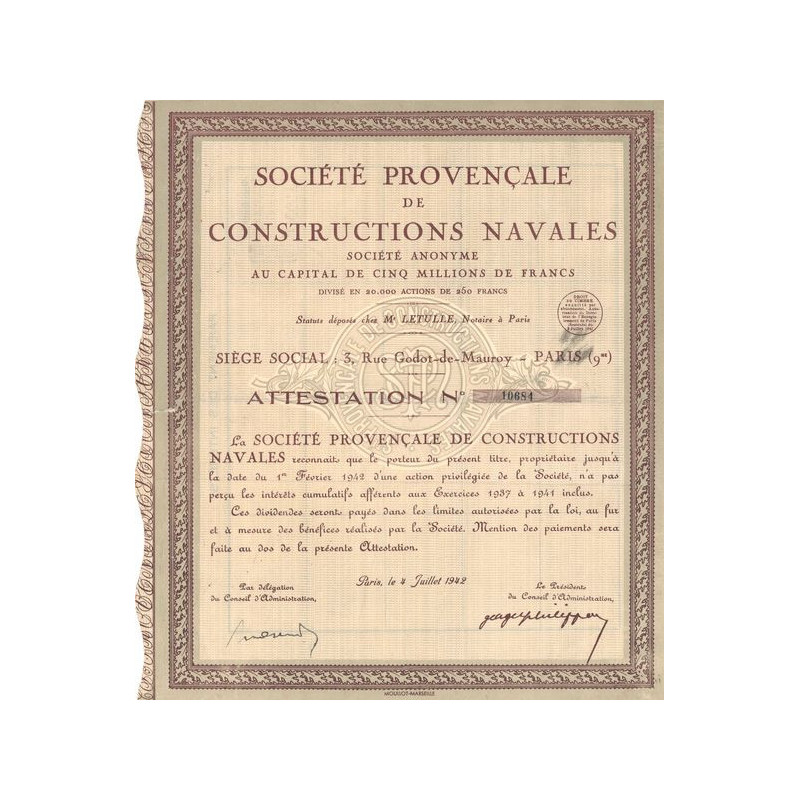 SOCIÉTÉ PROVENÇALE
DE
CONSTRUCTIONS NAVALES
SOCIÉTÉ ANONYME
AU CAPITAL DE CINQ MILLIONS DE FRANCS
DIVISÉ EN 20.000 ACTIONS DE 250 FRANCS
Statuts déposés chez Mᵉ LETULLE, Notaire à Paris
DROIT
DE TIMBRE
SIÈGE SOCIAL : 3, Rue Godot-de-Mauroy - PARIS (9ᵐᵉ)
ATTESTATION Nº 10684
La SOCIÉTÉ PROVENÇALE DE CONSTRUCTIONS
NAVALES reconnait que le porteur du présent titre, propriétaire jusqu'à
la date du 1ᵉʳ Février 1942 d'une action privilégiée de la Société, n'a pas
perçu les intérêts cumulatifs afférents aux Exercices 1937 à 1941 inclus.
Ces dividendes seront payés dans les limites autorisées par la loi, au fur
et à mesure des bénéfices réalisés par la Société. Mention des paiements sera
faite au dos de la présente Attestation.
Paris, le 4 Juillet 1942
Par délégation
du Conseil d'Administration,
Le Président
du Conseil d'Administration,
MOULLOT-MARSEILLE